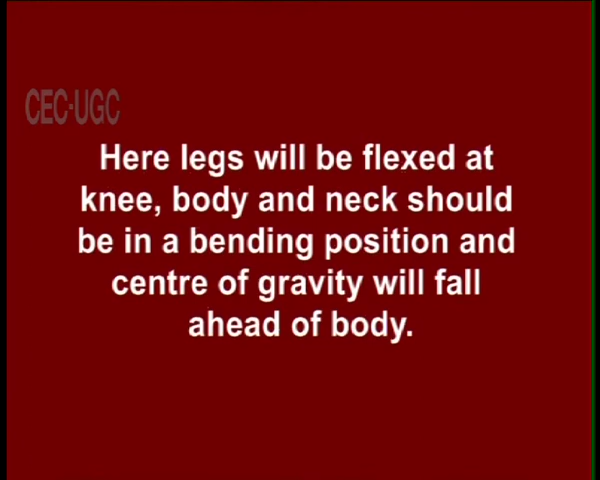 CEC-UGC
Here legs will be flexed at
knee, body and neck should
be in a bending position and
centre of gravity will fall
ahead of body.